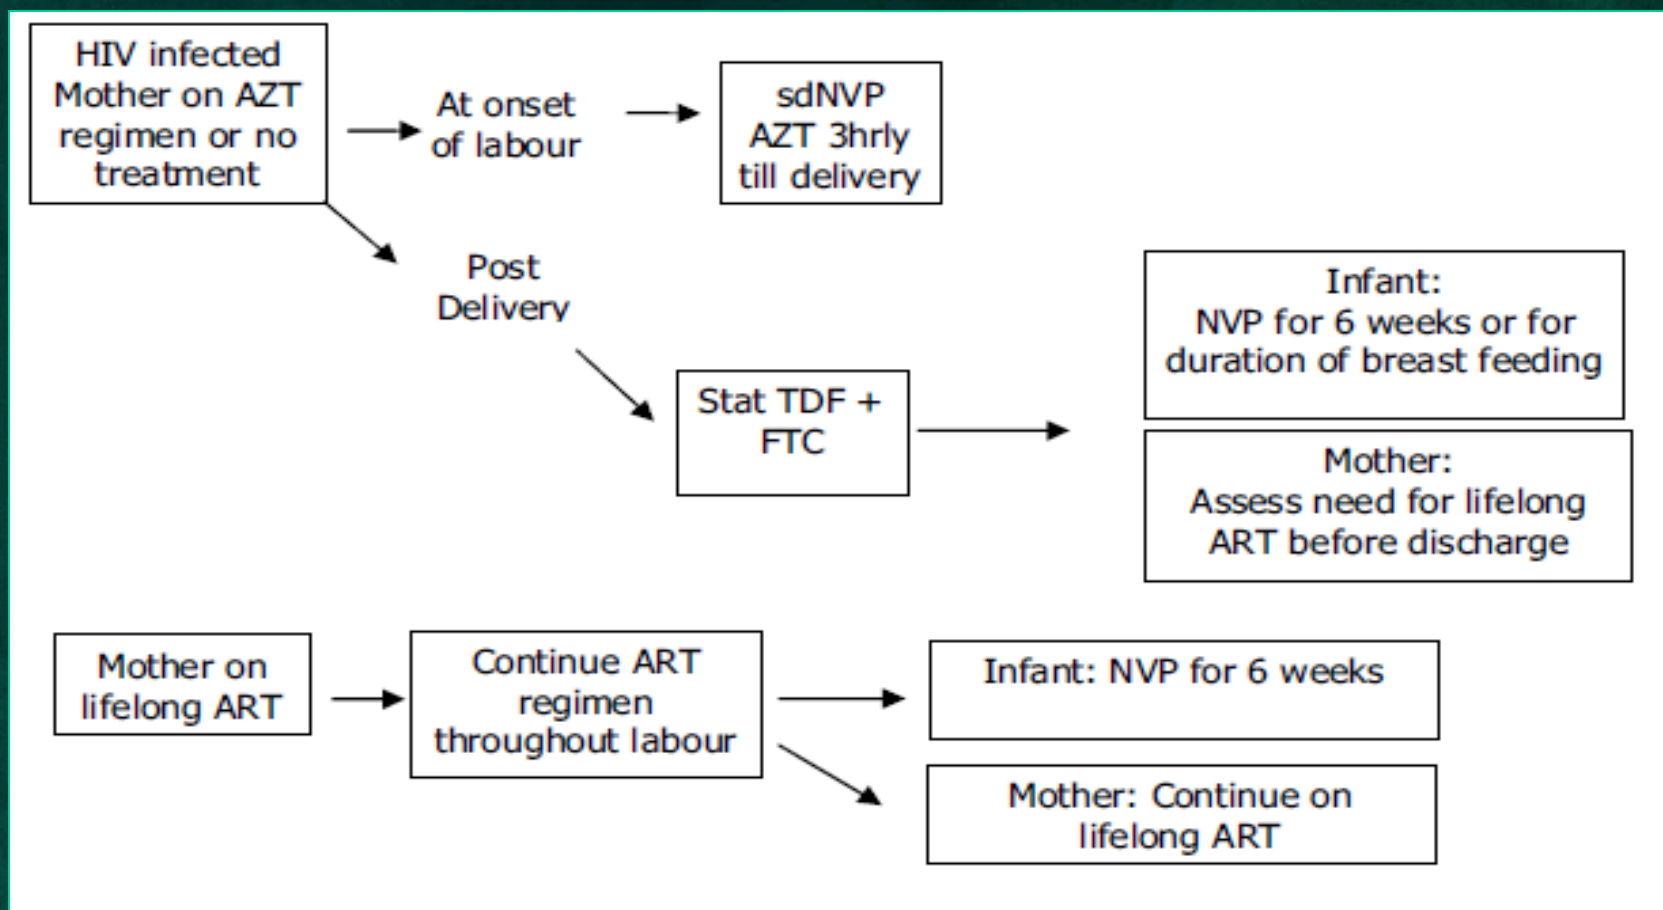 HIV infected
Mother on AZT
regimen or no
treatment
At onset
of labour
sdNVP
AZT 3hrly
till delivery
Post
Delivery
Stat TDF +
FTC
Infant:
NVP for 6 weeks or for
duration of breast feeding
Mother:
Assess need for lifelong
ART before discharge
Mother on
lifelong ART
Continue ART
regimen
throughout labour
Infant: NVP for 6 weeks
Mother: Continue on
lifelong ART